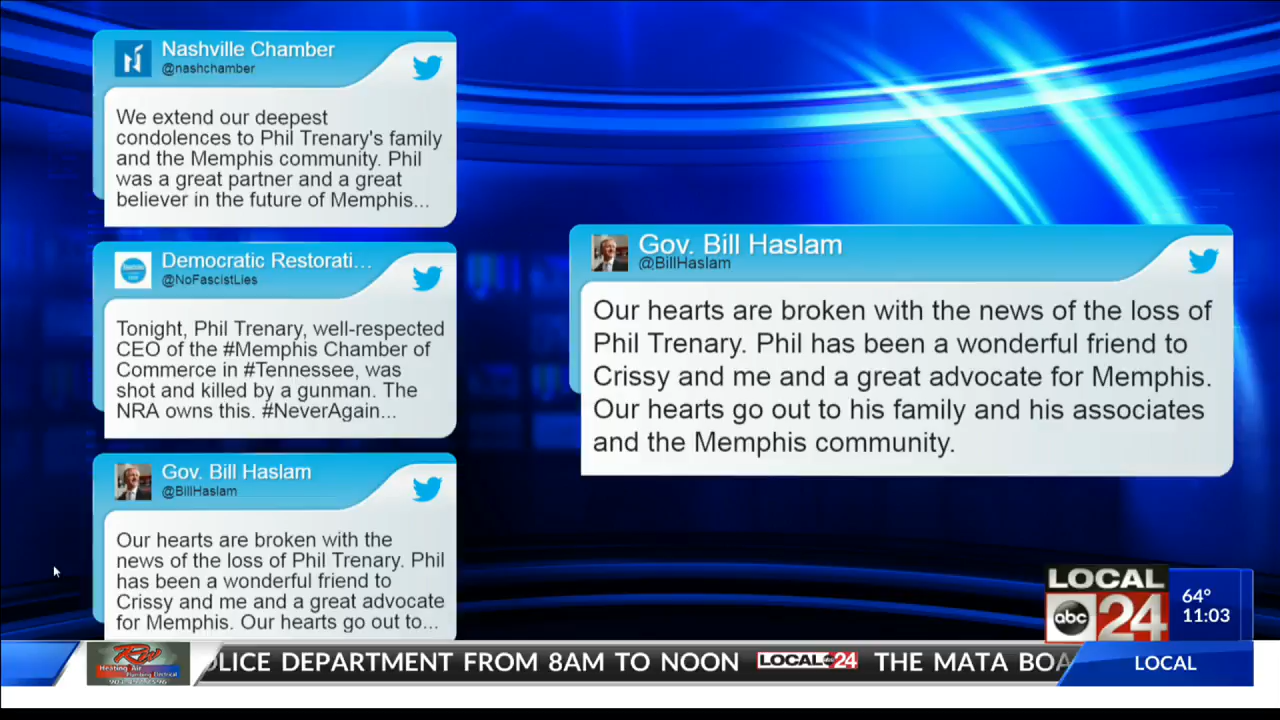 Nashville Chamber
@nashchamber
We extend our deepest
condolences to Phil Trenary's family
and the Memphis community. Phil
was a great partner and a great
believer in the future of Memphis...
Democratic Restorati...
@NoFascistLies
Tonight, Phil Trenary, well-respected
CEO of the #Memphis Chamber of
Commerce in #Tennessee, was
shot and killed by a gunman. The
NRA owns this. #NeverAgain...
Gov. Bill Haslam
@BillHaslam
Our hearts are broken with the
news of the loss of Phil Trenary. Phil
has been a wonderful friend to
Crissy and me and a great advocate
for Memphis. Our hearts go out to...
Gov. Bill Haslam
@BillHaslam
Our hearts are broken with the news of the loss of
Phil Trenary. Phil has been a wonderful friend to
Crissy and me and a great advocate for Memphis.
Our hearts go out to his family and his associates
and the Memphis community.
LOCAL
abc 24
64°
11:03
RW
Heating Air
Plumbing Electrical
OLICE DEPARTMENT FROM 8AM TO NOON LOCAL 24 THE MATA BOA
LOCAL